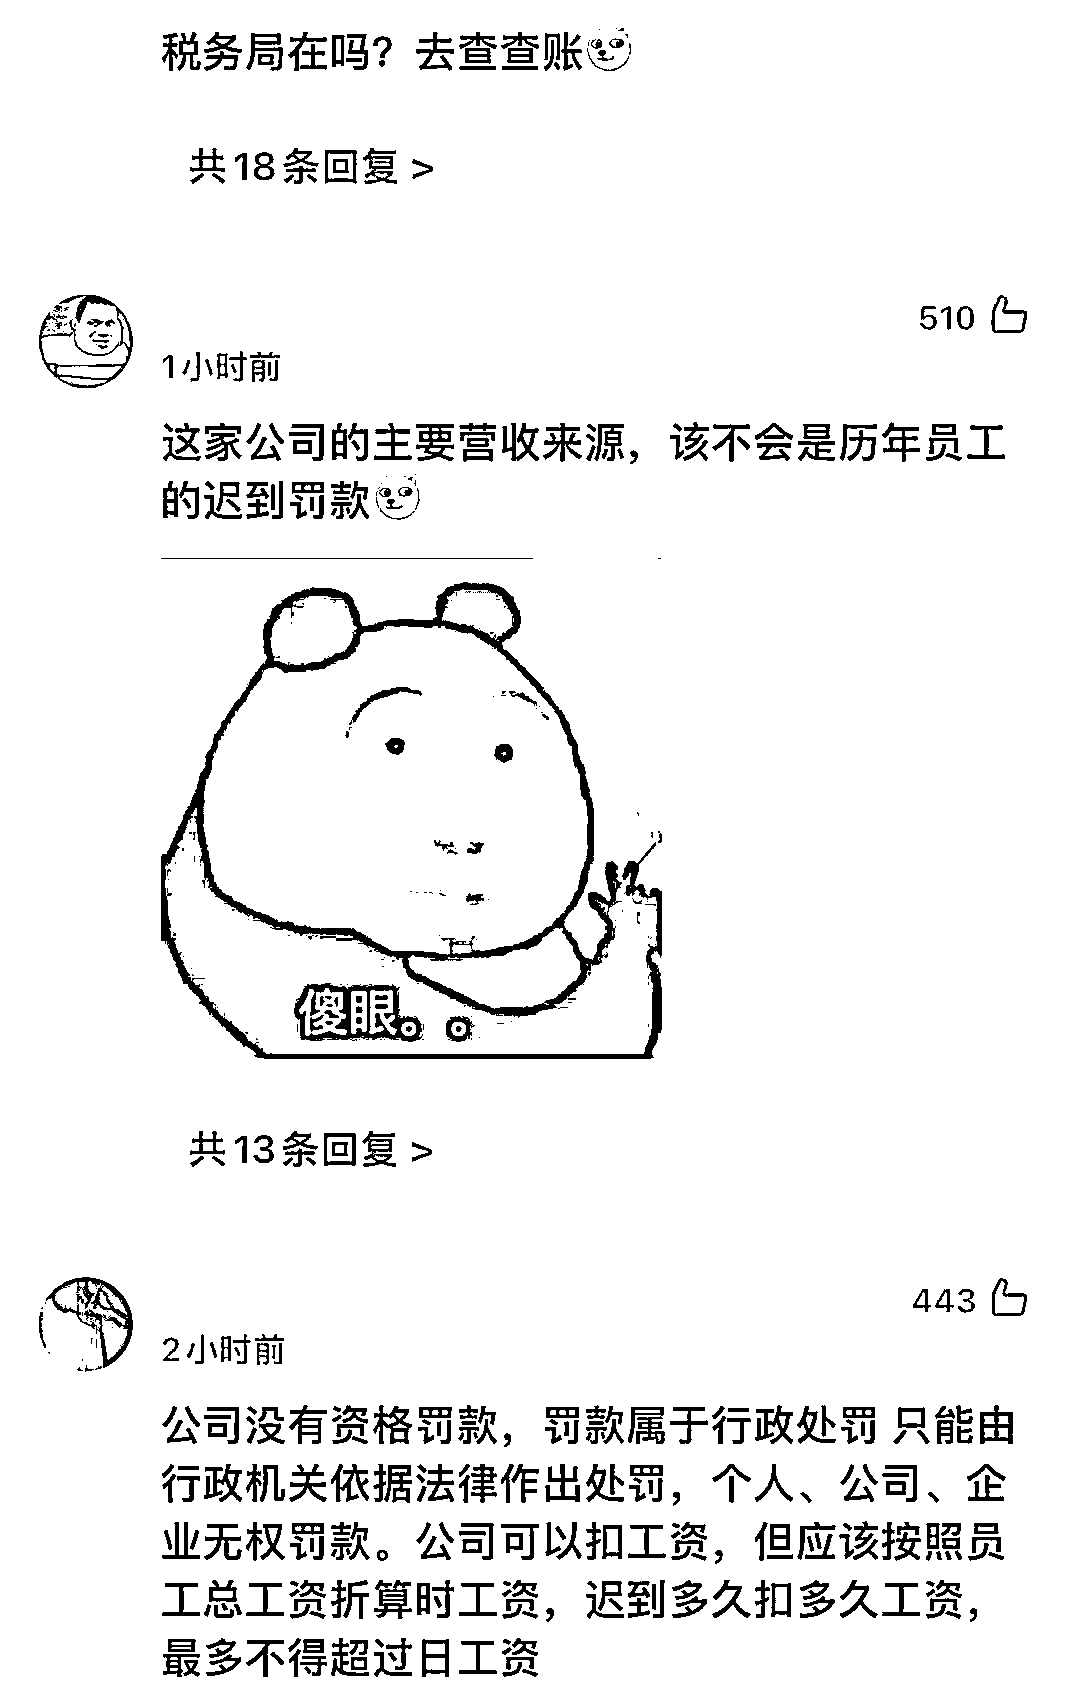 税务局在吗？去查查账
共18条回复 >
510
1小时前
这家公司的主要营收来源，该不会是历年员工
的迟到罚款
傻眼。。
共13条回复 >
443
2小时前
公司没有资格罚款，罚款属于行政处罚 只能由
行政机关依据法律作出处罚，个人、公司、企
业无权罚款。公司可以扣工资，但应该按照员
工总工资折算时工资，迟到多久扣多久工资，
最多不得超过日工资